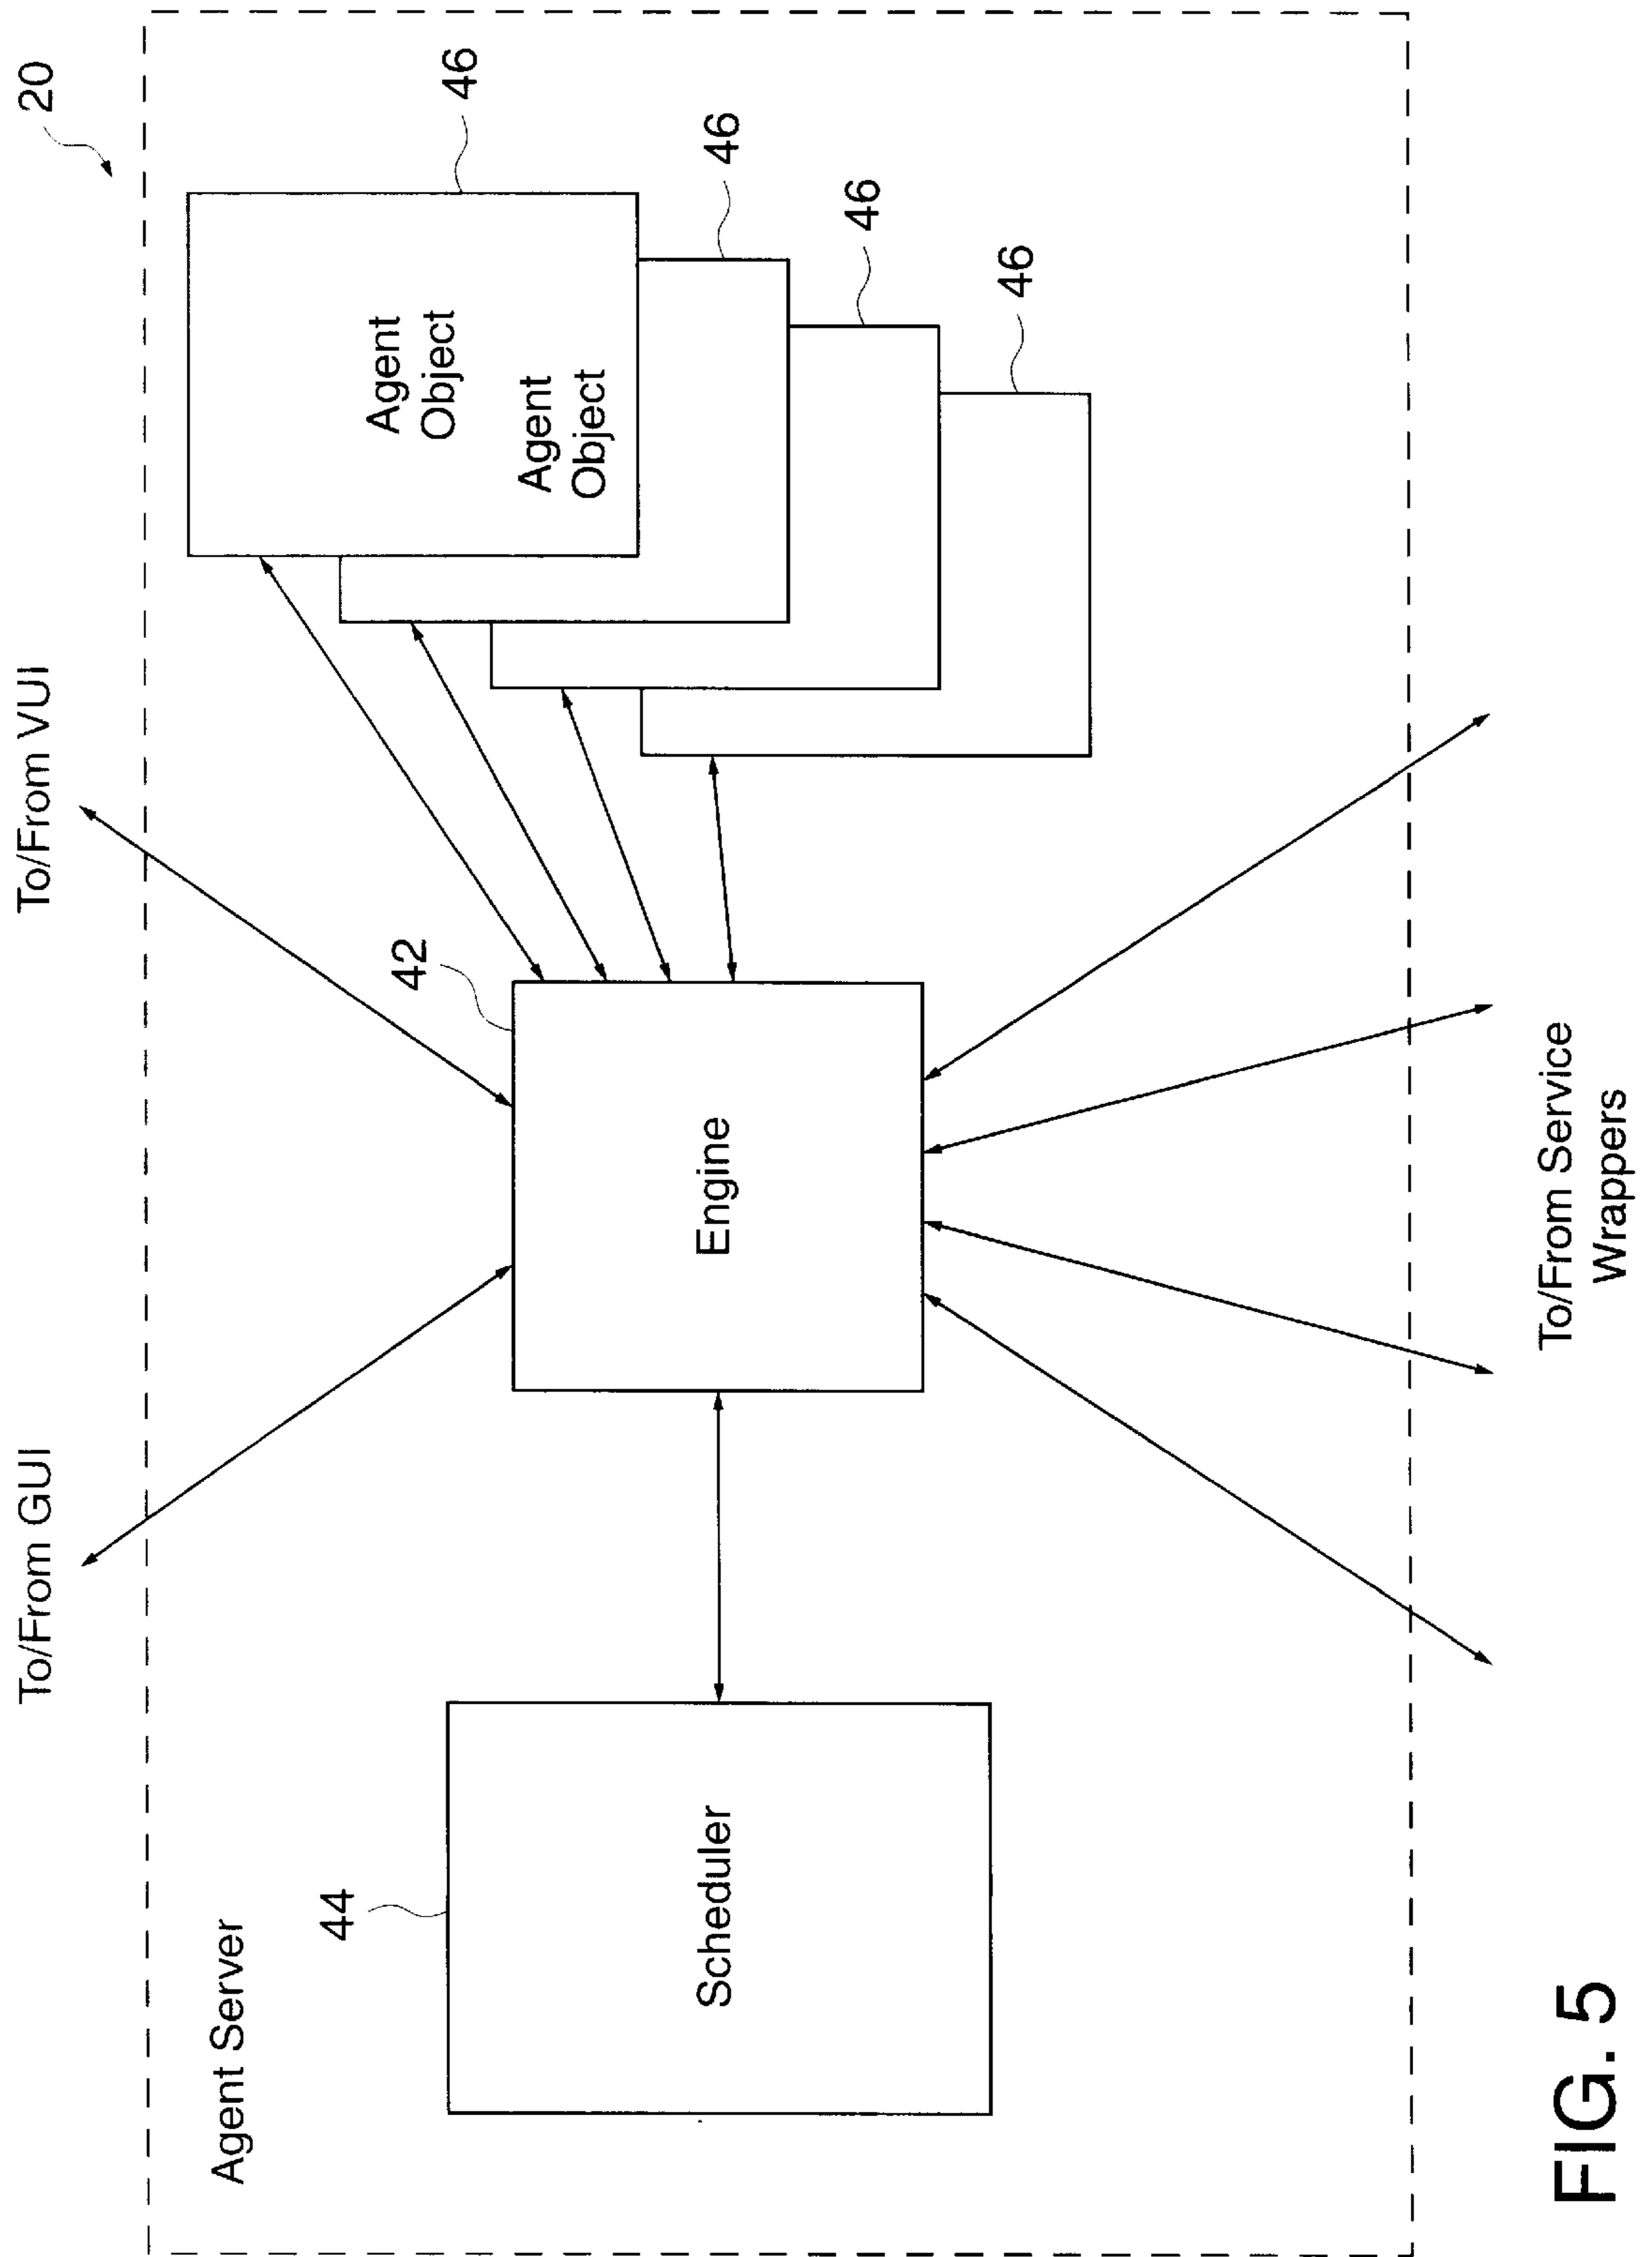 To/From GUI
To/From VUI
20
Agent Server
44
Scheduler
42
Engine
Agent
Object
Agent
Object
46
46
46
46
To/From Service
Wrappers
FIG. 5